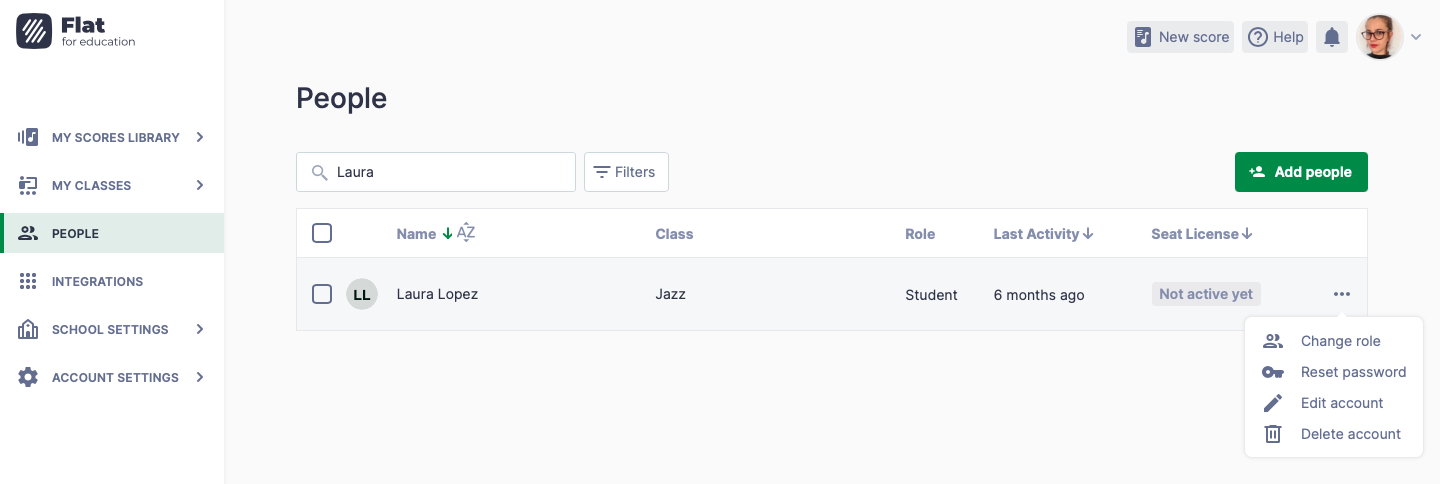 Flat
for education
New score
Help
People
MY SCORES LIBRARY
MY CLASSES
PEOPLE
INTEGRATIONS
SCHOOL SETTINGS
ACCOUNT SETTINGS
Laura
Filters
Add people
Name AZ Class Role Last Activity Seat License
LL Laura Lopez Jazz Student 6 months ago Not active yet
Change role
Reset password
Edit account
Delete account